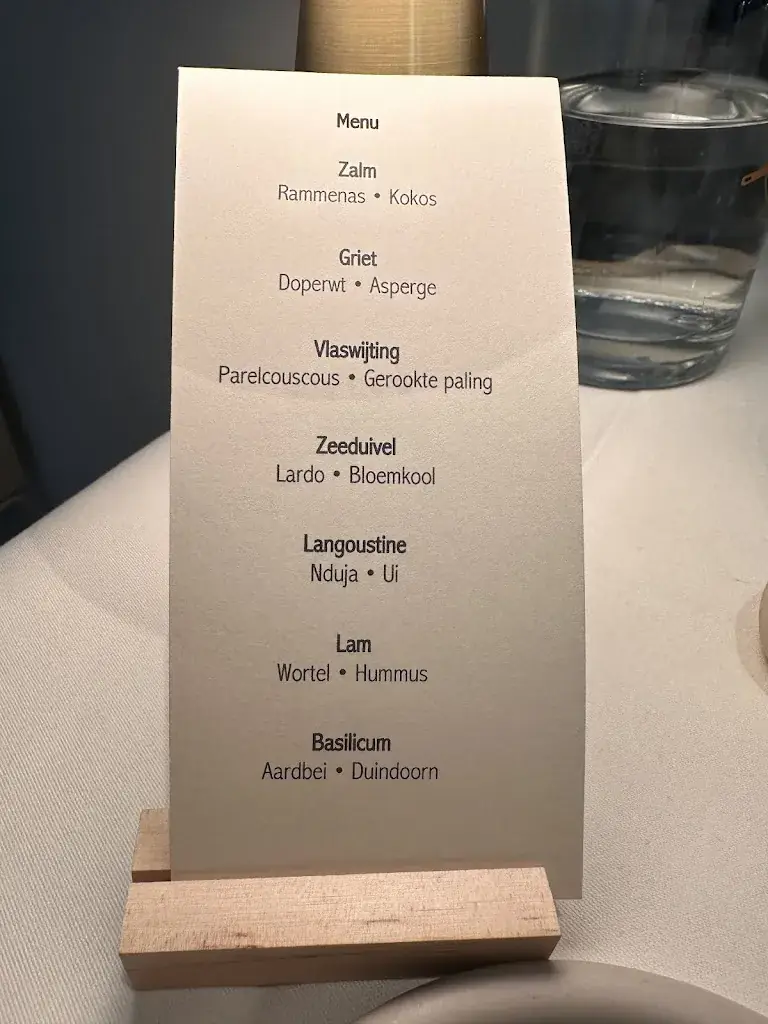 Menu
Zalm
Rammenas • Kokos
Griet
Doperwt • Asperge
Vlaswijting
Parelcouscous • Gerookte paling
Zeeduivel
Lardo • Bloemkool
Langoustine
Nduja • Ui
Lam
Wortel • Hummus
Basilicum
Aardbei • Duindoorn